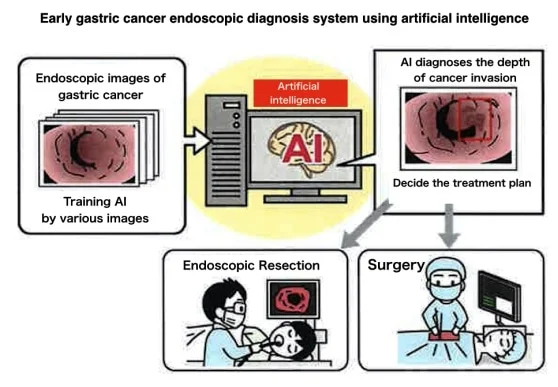 Early gastric cancer endoscopic diagnosis system using artificial intelligence
Endoscopic images of
gastric cancer
Training AI
by various images
Artificial
intelligence
AI
AI diagnoses the depth
of cancer invasion
Decide the treatment plan
Endoscopic Resection
Surgery